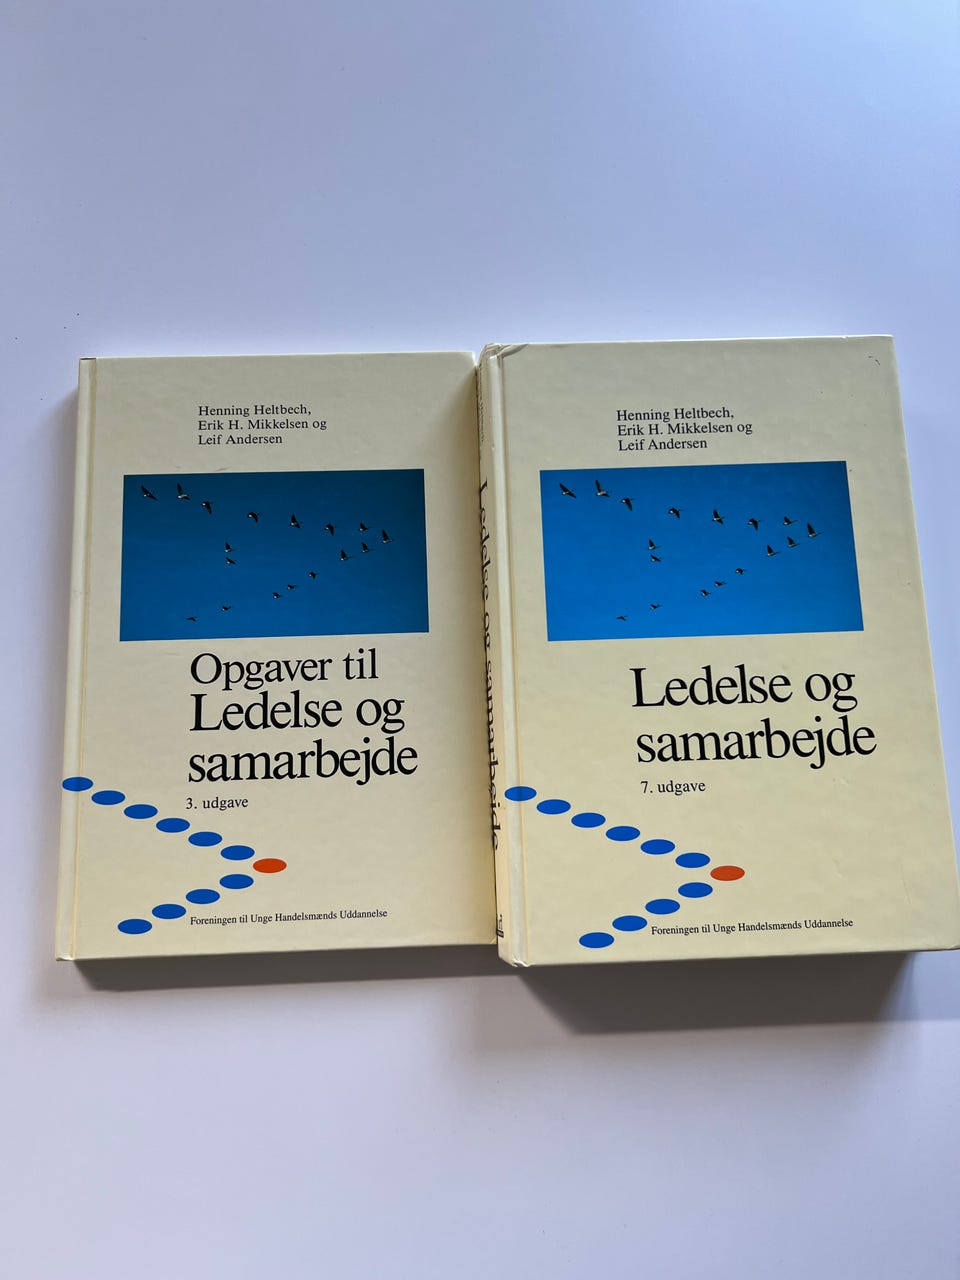 Henning Heltbech,
Erik H. Mikkelsen og
Leif Andersen
Opgaver til
Ledelse og
samarbejde
3. udgave
Foreningen til Unge Handelsmænds Uddannelse
Ledelse og samarbejde
Henning Heltbech,
Erik H. Mikkelsen og
Leif Andersen
Ledelse og
samarbejde
7. udgave
Foreningen til Unge Handelsmænds Uddannelse